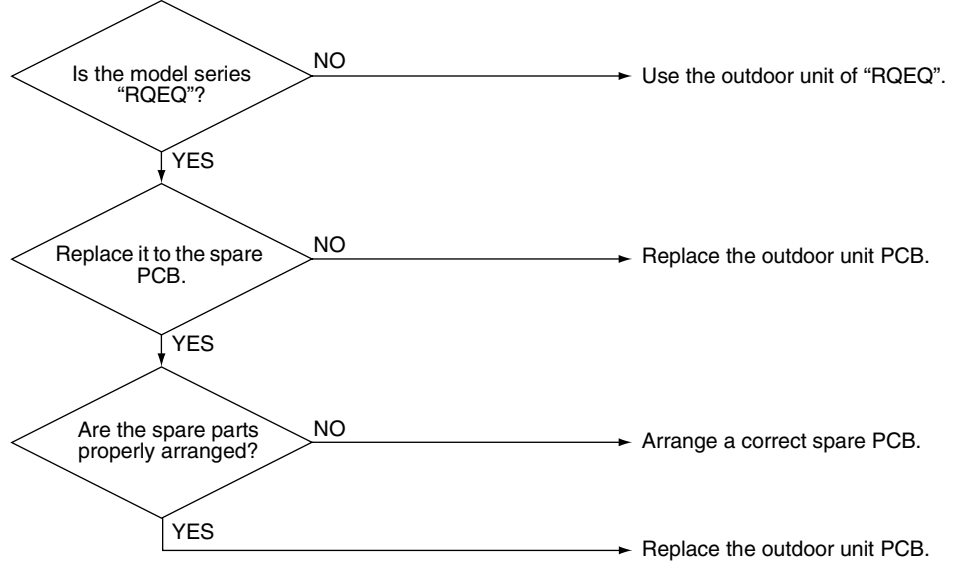 Is the model series
“RQEQ”?
NO
Use the outdoor unit of “RQEQ”.
YES
Replace it to the spare
PCB.
NO
Replace the outdoor unit PCB.
YES
Are the spare parts
properly arranged?
NO
Arrange a correct spare PCB.
YES
Replace the outdoor unit PCB.